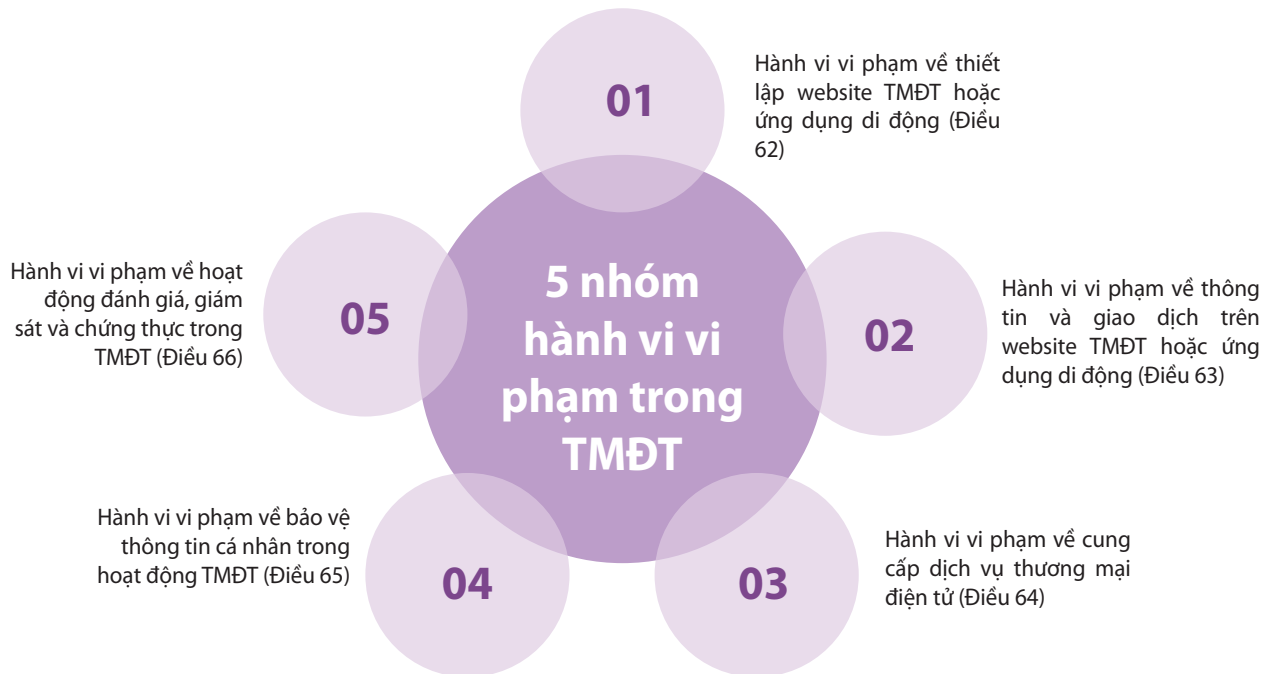 5 nhóm
hành vi vi
phạm trong
TMĐT
01
Hành vi vi phạm về thiết
lập website TMĐT hoặc
ứng dụng di động (Điều
62)
02
Hành vi vi phạm về thông
tin và giao dịch trên
website TMĐT hoặc ứng
dụng di động (Điều 63)
03
Hành vi vi phạm về cung
cấp dịch vụ thương mại
điện tử (Điều 64)
04
Hành vi vi phạm về bảo vệ
thông tin cá nhân trong
hoạt động TMĐT (Điều 65)
05
Hành vi vi phạm về hoạt
động đánh giá, giám
sát và chứng thực trong
TMĐT (Điều 66)